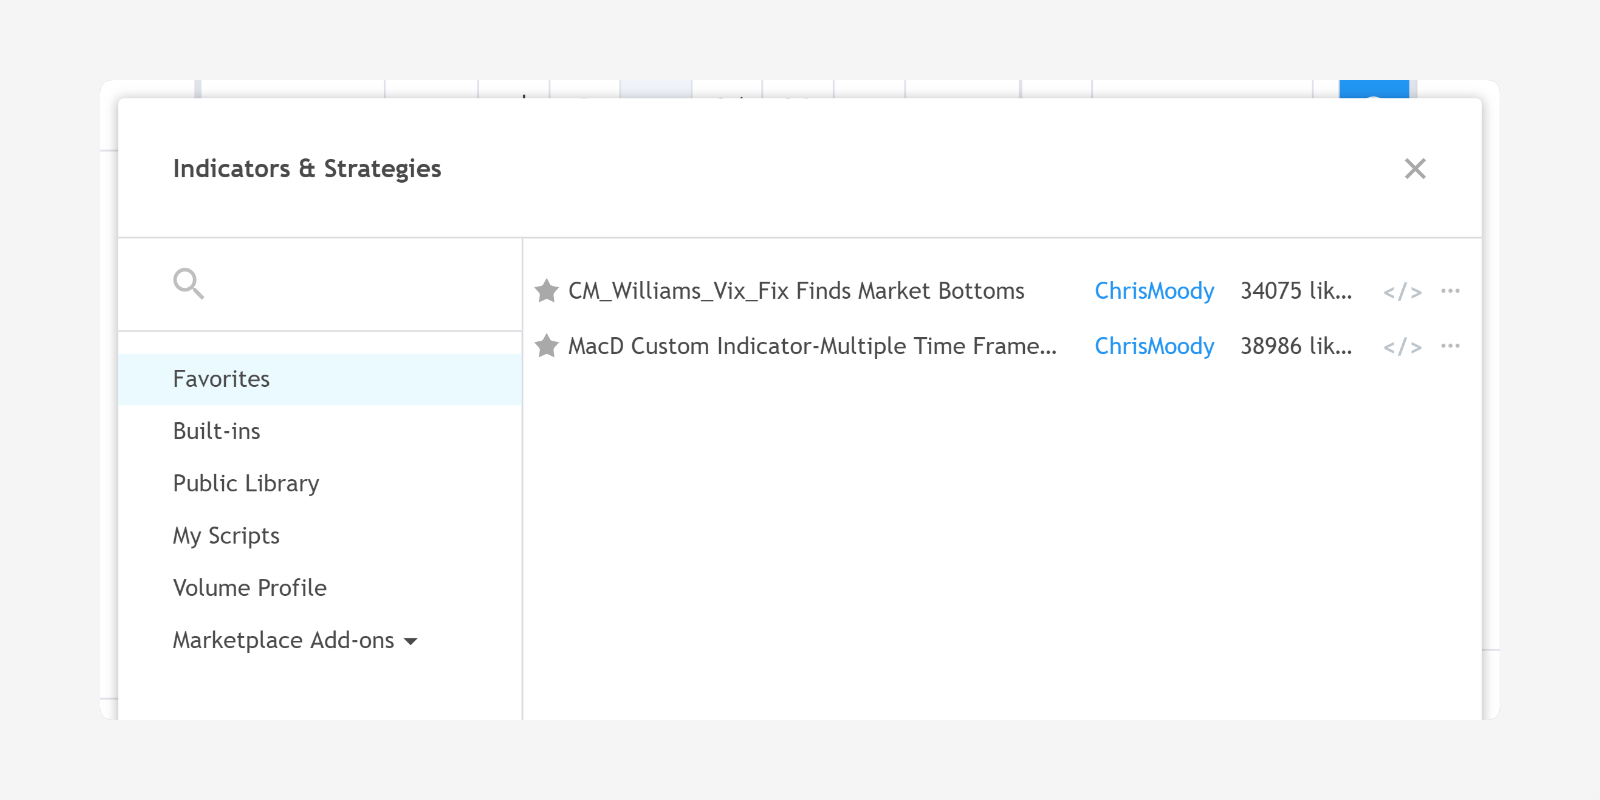 Indicators & Strategies
Favorites
Built-ins
Public Library
My Scripts
Volume Profile
Marketplace Add-ons
CM_Williams_Vix_Fix Finds Market Bottoms ChrisMoody 34075 lik... </> ...
MacD Custom Indicator-Multiple Time Frame... ChrisMoody 38986 lik... </> ...